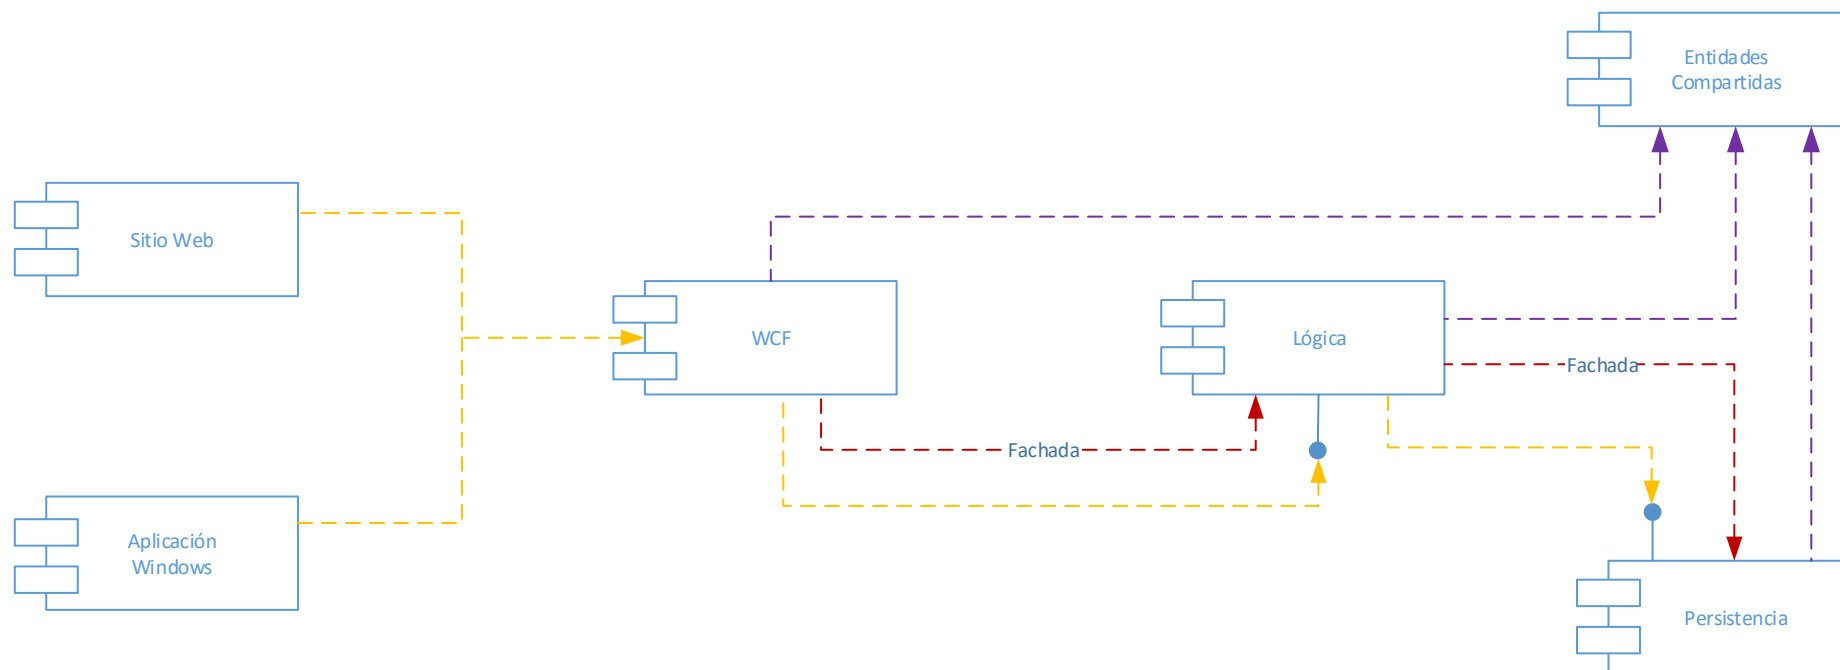 Entidades
Compartidas
Sitio Web
WCF
Lógica
Fachada
Fachada
Aplicación
Windows
Persistencia